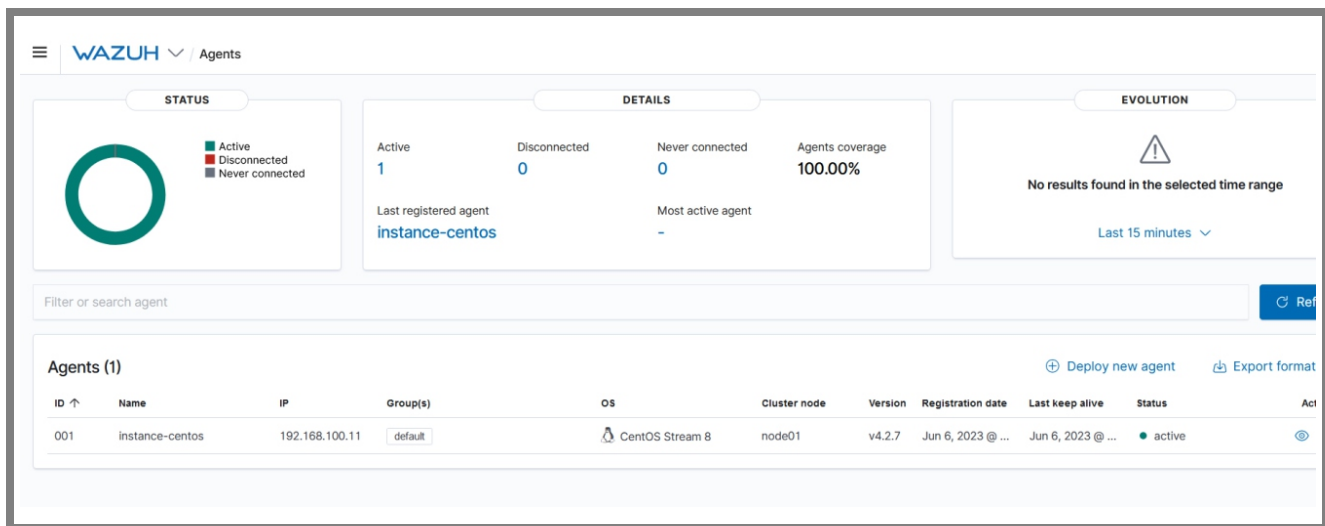 WAZUH / Agents
STATUS
Active
Disconnected
Never connected
DETAILS
Active
1
Disconnected
0
Never connected
0
Agents coverage
100.00%
Last registered agent
instance-centos
Most active agent
-
EVOLUTION
No results found in the selected time range
Last 15 minutes
Filter or search agent
Ref
Agents (1)
Deploy new agent
Export format
ID Name IP Group(s) OS Cluster node Version Registration date Last keep alive Status Act
001 instance-centos 192.168.100.11 default CentOS Stream 8 node01 v4.2.7 Jun 6, 2023 @ ... Jun 6, 2023 @ ... active